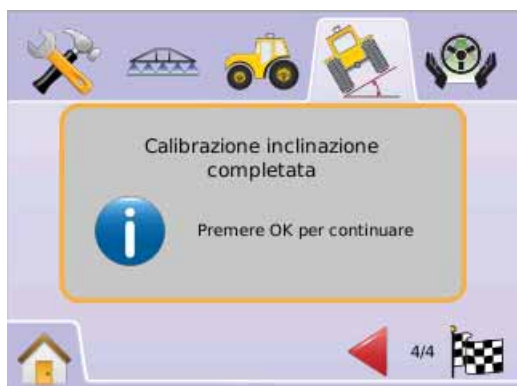 Calibrazione inclinazione
completata
Premere OK per continuare
4/4